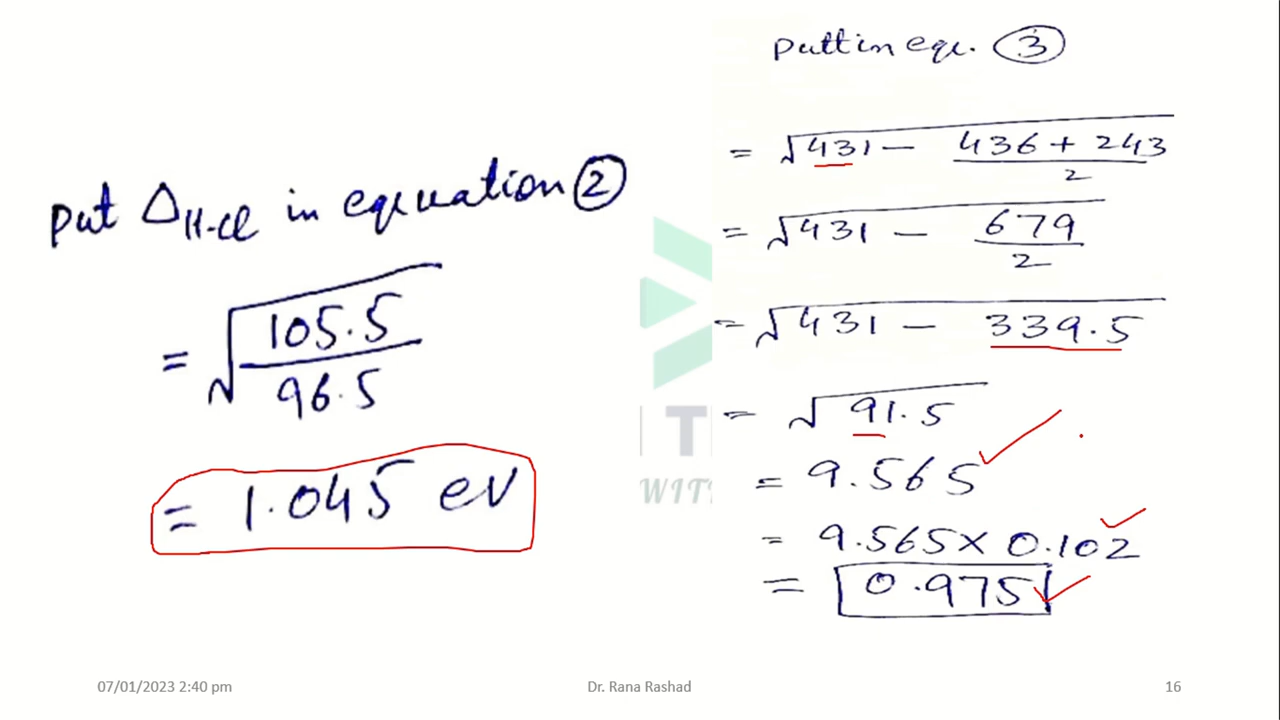 put Δ H-Cl in equation ②
= √105.5/96.5
= 1.045 eV
Putt in equ. ③
= √431 - 436 + 243/2
= √431 - 679/2
= √431 - 339.5
= √91.5
= 9.565
= 9.565 × 0.102
= 0.975
T
WIT
07/01/2023 2:40 pm
Dr. Rana Rashad
16